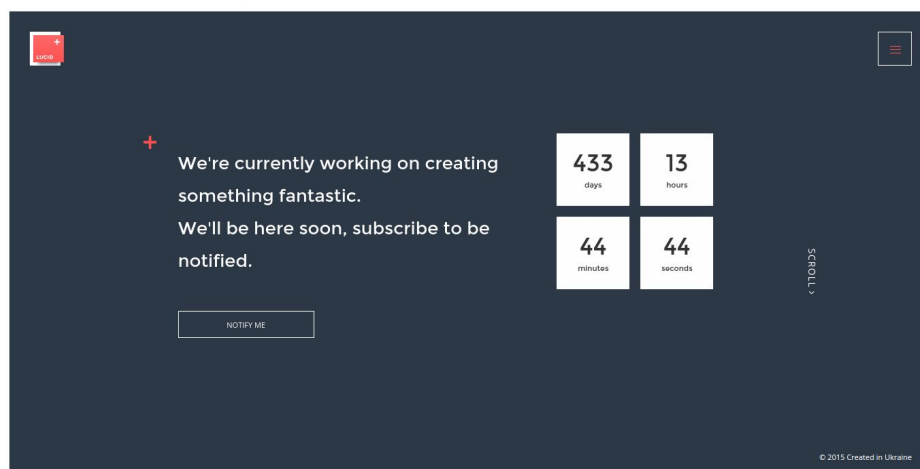 LUCID
We're currently working on creating
something fantastic.
We'll be here soon, subscribe to be
notified.
NOTIFY ME
433
days
13
hours
44
minutes
44
seconds
SCROLL
© 2015 Created in Ukraine